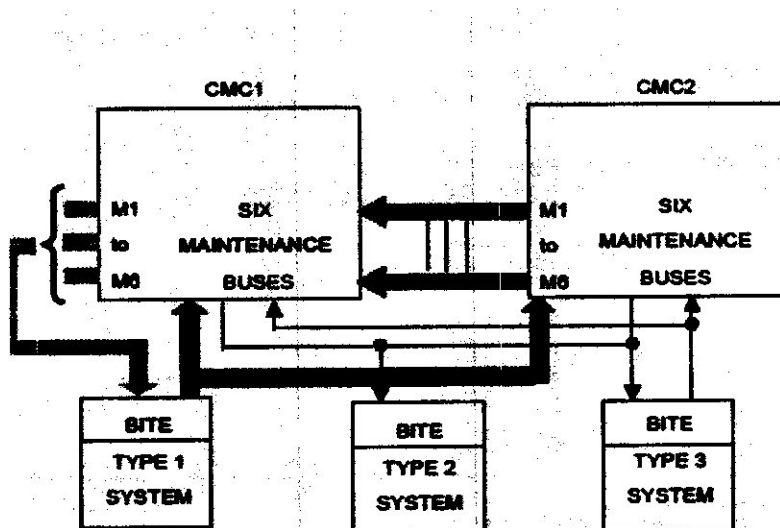 CMC1
CMC2
M1
SIX
to
MAINTENANCE
M6
BUSES
M1
SIX
to
MAINTENANCE
M6
BUSES
BITE
TYPE 1
SYSTEM
BITE
TYPE 2
SYSTEM
BITE
TYPE 3
SYSTEM